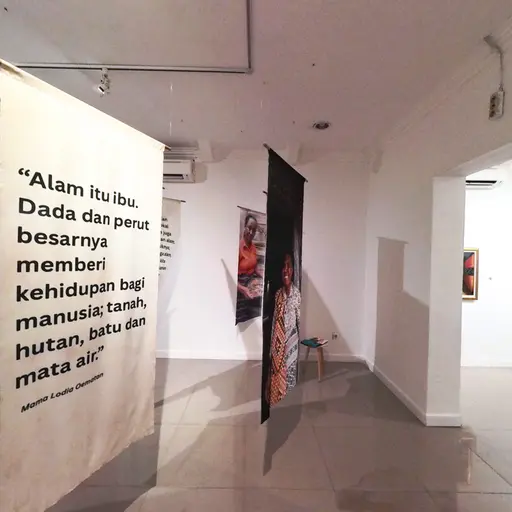 “Alam itu ibu.
Dada dan perut
besarnya
memberi
kehidupan bagi
manusia; tanah,
hutan, batu dan
mata air.”
Mama Lodia Oematan